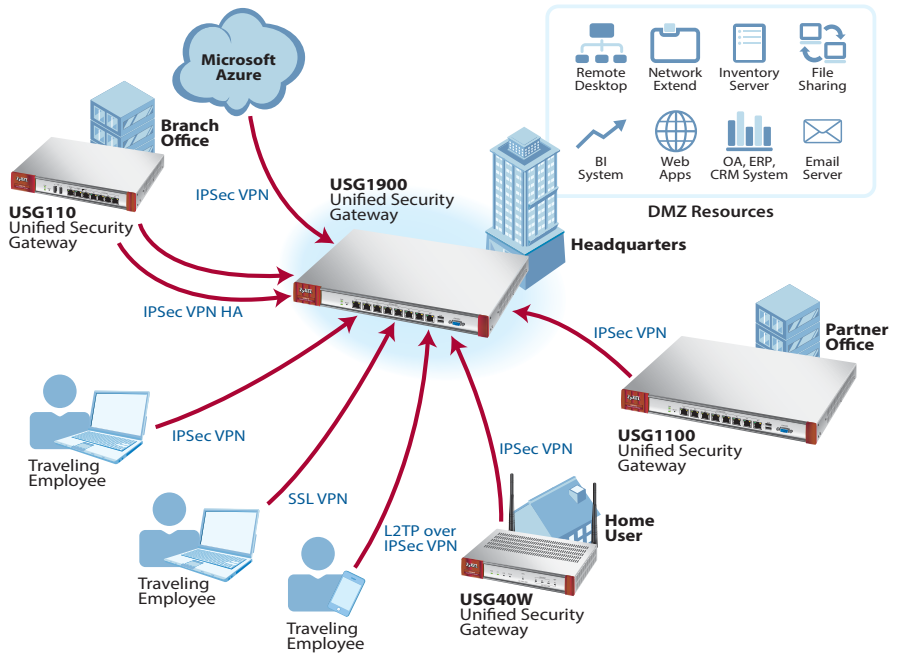 Microsoft
Azure
Remote
Desktop
Network
Extend
Inventory
Server
File
Sharing
BI
System
Web
Apps
OA, ERP,
CRM System
Email
Server
DMZ Resources
Branch
Office
USG110
Unified Security
Gateway
IPSec VPN
USG1900
Unified Security
Gateway
Headquarters
IPSec VPN HA
IPSec VPN
Partner
Office
USG1100
Unified Security
Gateway
Traveling
Employee
IPSec VPN
Traveling
Employee
SSL VPN
Traveling
Employee
L2TP over
IPSec VPN
IPSec VPN
Home
User
USG40W
Unified Security
Gateway